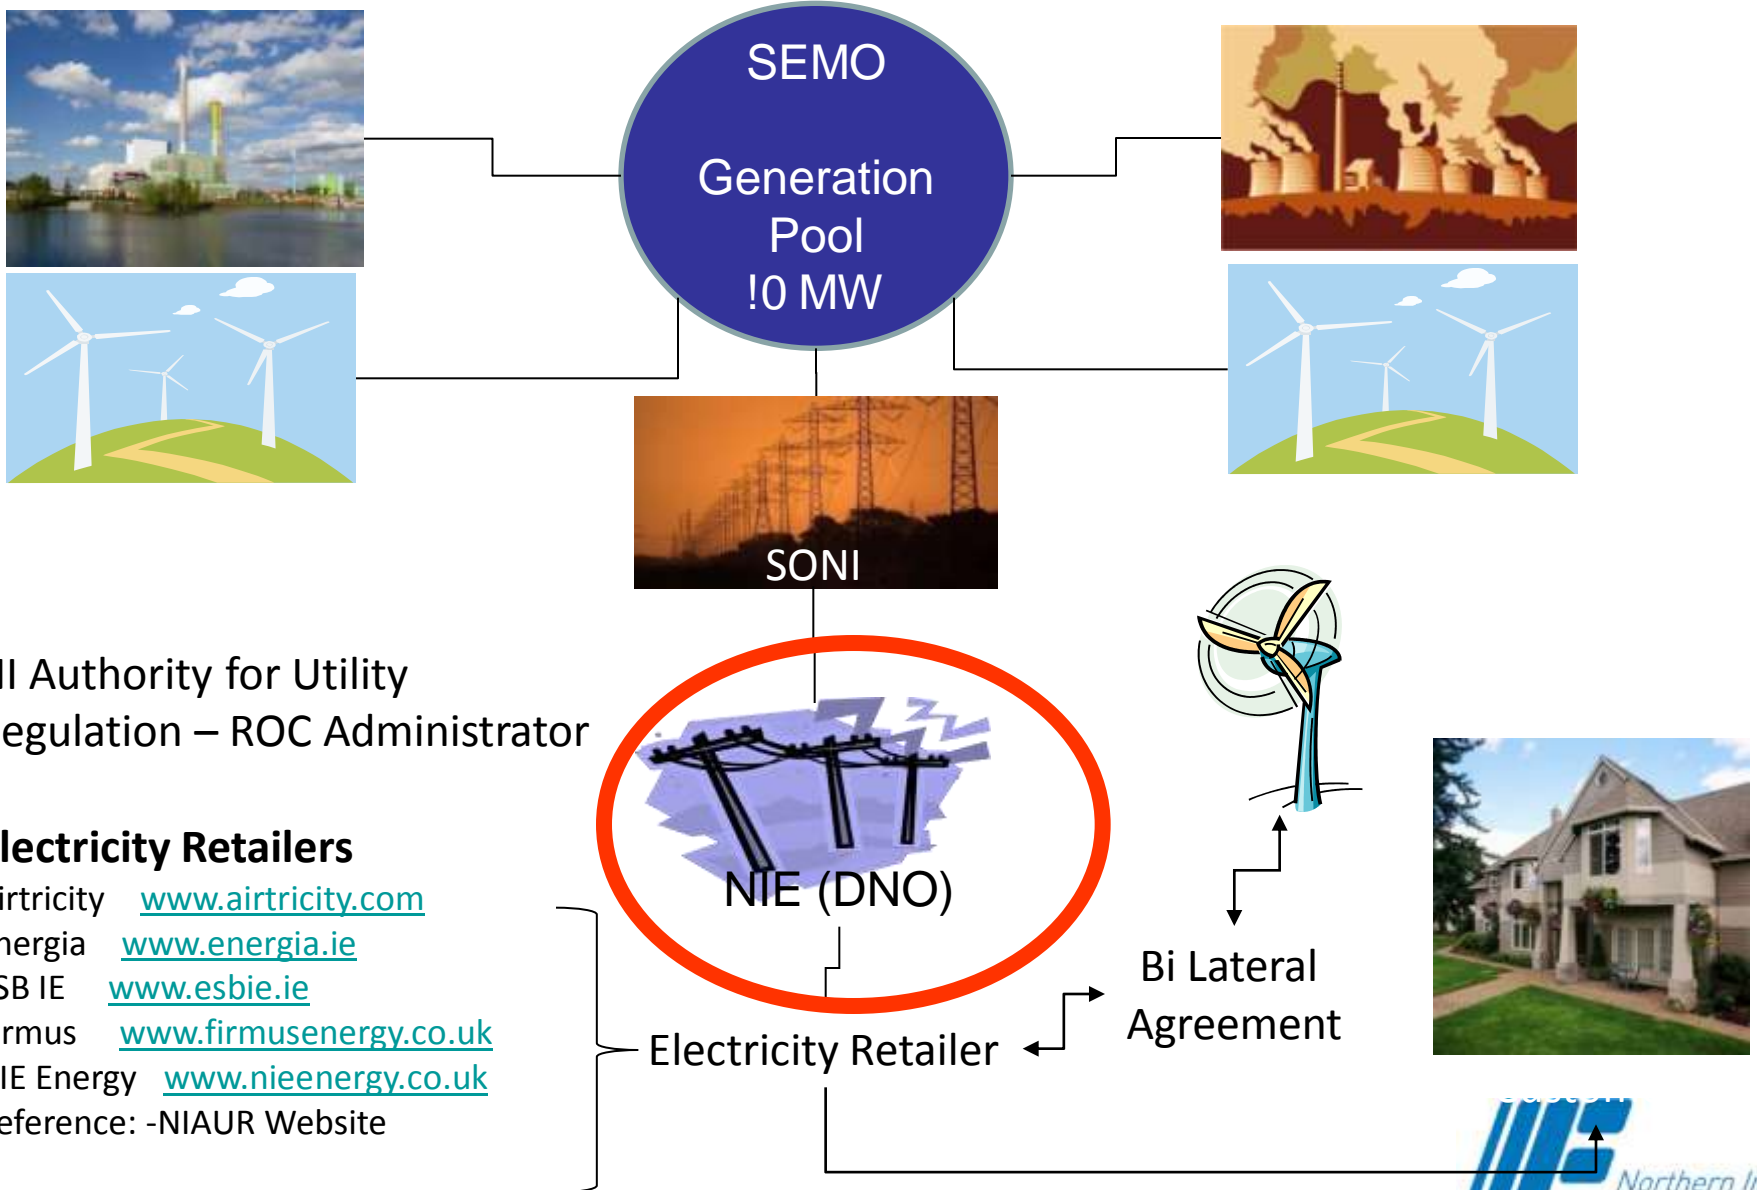 SEMO
Generation
Pool
!0 MW
SONI
II Authority for Utility
egulation – ROC Administrator
lectricity Retailers
irtricity www.airtricity.com
nergia www.energia.ie
SB IE www.esbie.ie
irmus www.firmusenergy.co.uk
IE Energy www.nieenergy.co.uk
eference: -NIAUR Website
NIE (DNO)
Electricity Retailer
Bi Lateral
Agreement
Northern I